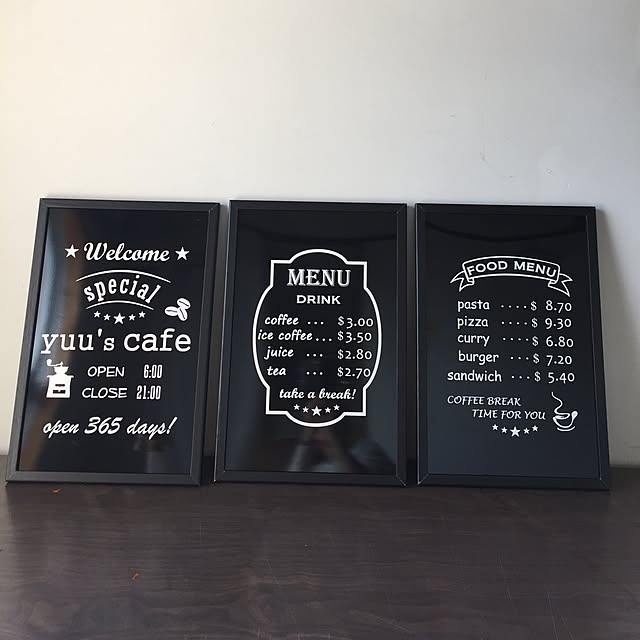 ★ Welcome ★
special
★★★★★
yuu's cafe
OPEN 6:00
CLOSE 21:00
open 365 days!
MENU
DRINK
coffee ... $3.00
ice coffee... $3.50
juice ... $2.80
tea ... $2.70
take a break!
★★★★★
FOOD MENU
pasta ....$ 8.70
pizza ....$ 9.30
curry ...$ 6.80
burger ...$ 7.20
sandwich ...$ 5.40
COFFEE BREAK
TIME FOR YOU
★★★★★